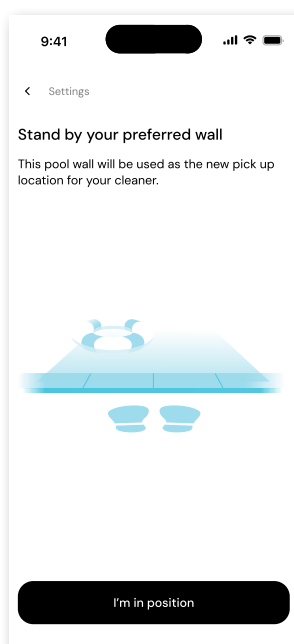 9:41
Settings
Stand by your preferred wall
This pool wall will be used as the new pick up
location for your cleaner.
I’m in position